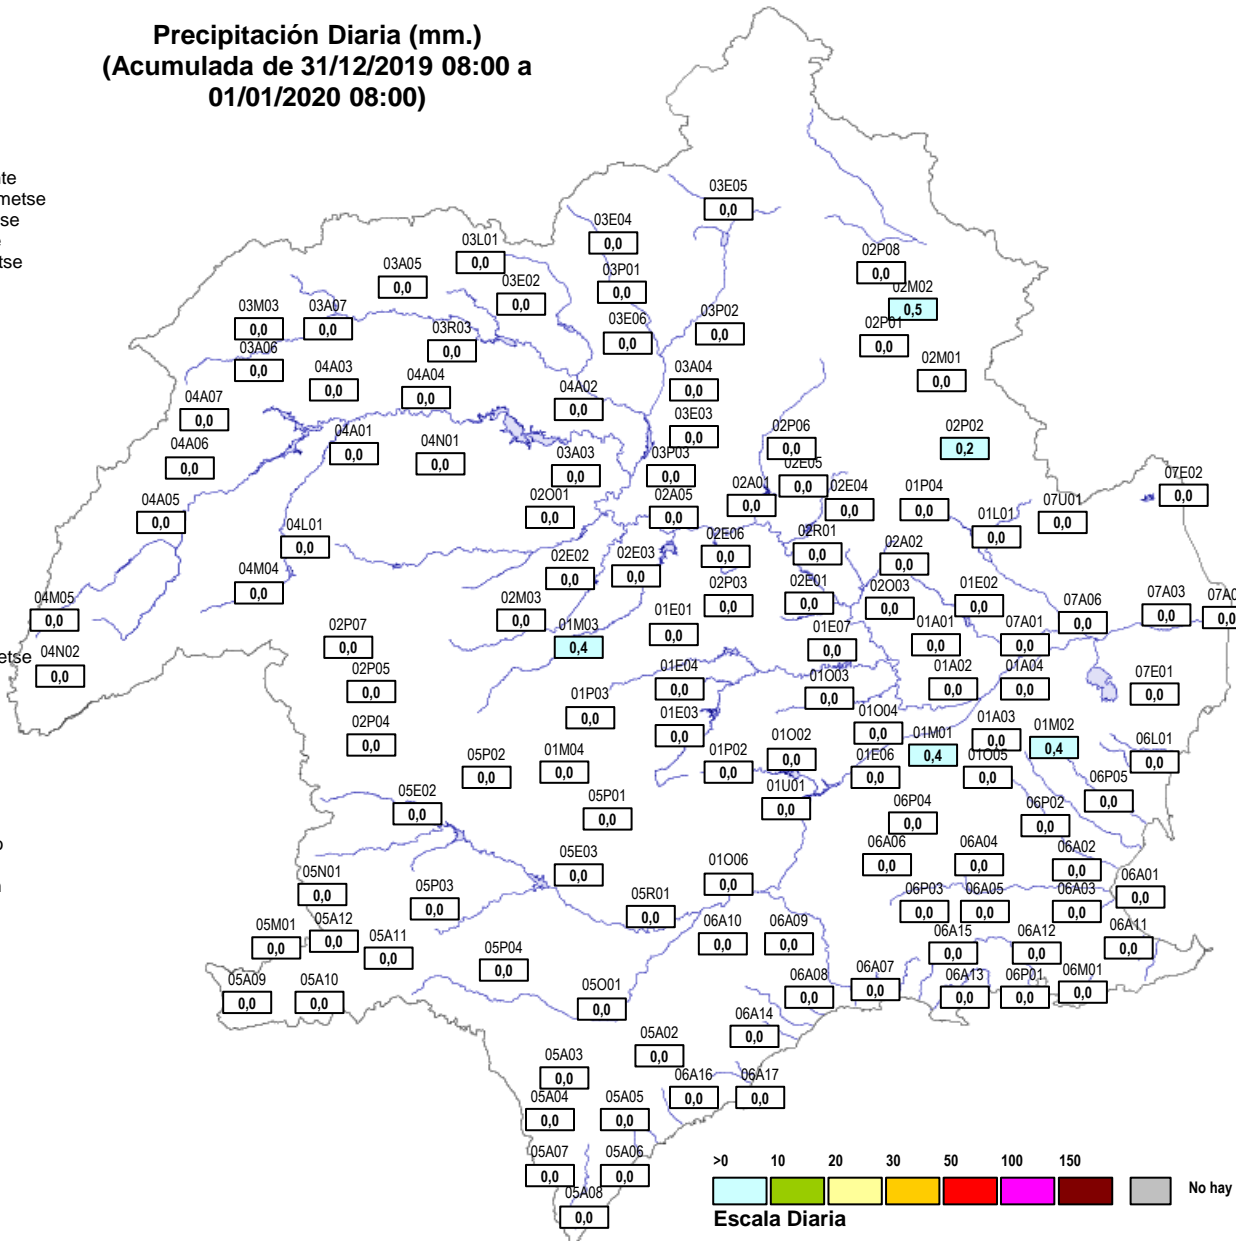 Precipitación Diaria (mm.)
(Acumulada de 31/12/2019 08:00 a
01/01/2020 08:00)
03E05
0,0
03E04
0,0
03L01
0,0
02P08
0,0
03A05
0,0
03P01
0,0
03E02
0,0
02M02
0,5
03M03
0,0
03A07
0,0
03E06
0,0
03P02
0,0
02P01
0,0
03R03
0,0
03A06
0,0
02M01
0,0
04A03
0,0
04A04
0,0
03A04
0,0
04A02
0,0
04A07
0,0
03E03
0,0
04A01
0,0
04N01
0,0
02P06
0,0
02P02
0,2
04A06
0,0
03A03
0,0
03P03
0,0
02E05
0,0
07E02
0,0
04A05
0,0
02O01
0,0
02A05
0,0
02A01
0,0
02E04
0,0
01P04
0,0
07U01
0,0
01L01
0,0
04L01
0,0
02E06
0,0
02R01
0,0
02A02
0,0
02E02
0,0
02E03
0,0
04M04
0,0
02P03
0,0
02E01
0,0
02O03
0,0
01E02
0,0
04M05
0,0
02M03
0,0
07A06
0,0
07A03
0,0
07A0
0,0
02P07
0,0
01M03
0,4
01E01
0,0
01E07
0,0
01A01
0,0
07A01
0,0
etse
04N02
0,0
02P05
0,0
01E04
0,0
01O03
0,0
01A02
0,0
01A04
0,0
07E01
0,0
01P03
0,0
02P04
0,0
01E03
0,0
01O04
0,0
01A03
0,0
01M02
0,4
01M01
0,4
05P02
0,0
01M04
0,0
01P02
0,0
01O02
0,0
01E06
0,0
01O05
0,0
06L01
0,0
05E02
0,0
05P01
0,0
01U01
0,0
06P04
0,0
06P02
0,0
06P05
0,0
05E03
0,0
01O06
0,0
06A06
0,0
06A04
0,0
06A02
0,0
05N01
0,0
05P03
0,0
05R01
0,0
06P03
0,0
06A05
0,0
06A03
0,0
06A01
0,0
05M01
0,0
05A12
0,0
05A11
0,0
06A10
0,0
06A09
0,0
06A15
0,0
06A12
0,0
06A11
0,0
05A09
0,0
05A10
0,0
05P04
0,0
05O01
0,0
06A08
0,0
06A07
0,0
06A13
0,0
06P01
0,0
06M01
0,0
05A02
0,0
06A14
0,0
05A03
0,0
06A16
0,0
06A17
0,0
05A04
0,0
05A05
0,0
05A07
0,0
05A06
0,0
05A08
0,0
>0 10 20 30 50 100 150
No hay
Escala Diaria